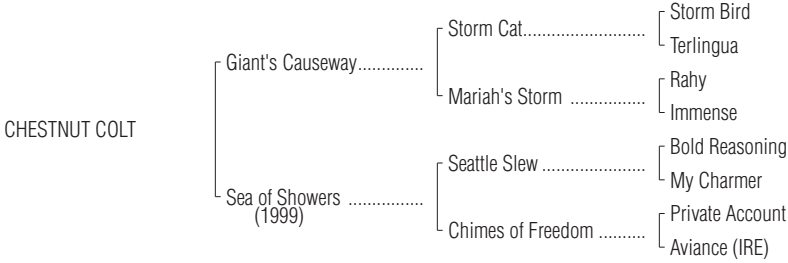 Storm Bird
Storm Cat..........................
Terlingua
Giant's Causeway..............
Rahy
Mariah's Storm ................
Immense
CHESTNUT COLT
Bold Reasoning
Seattle Slew ......................
My Charmer
Sea of Showers ................
(1999)
Private Account
Chimes of Freedom ..........
Aviance (IRE)